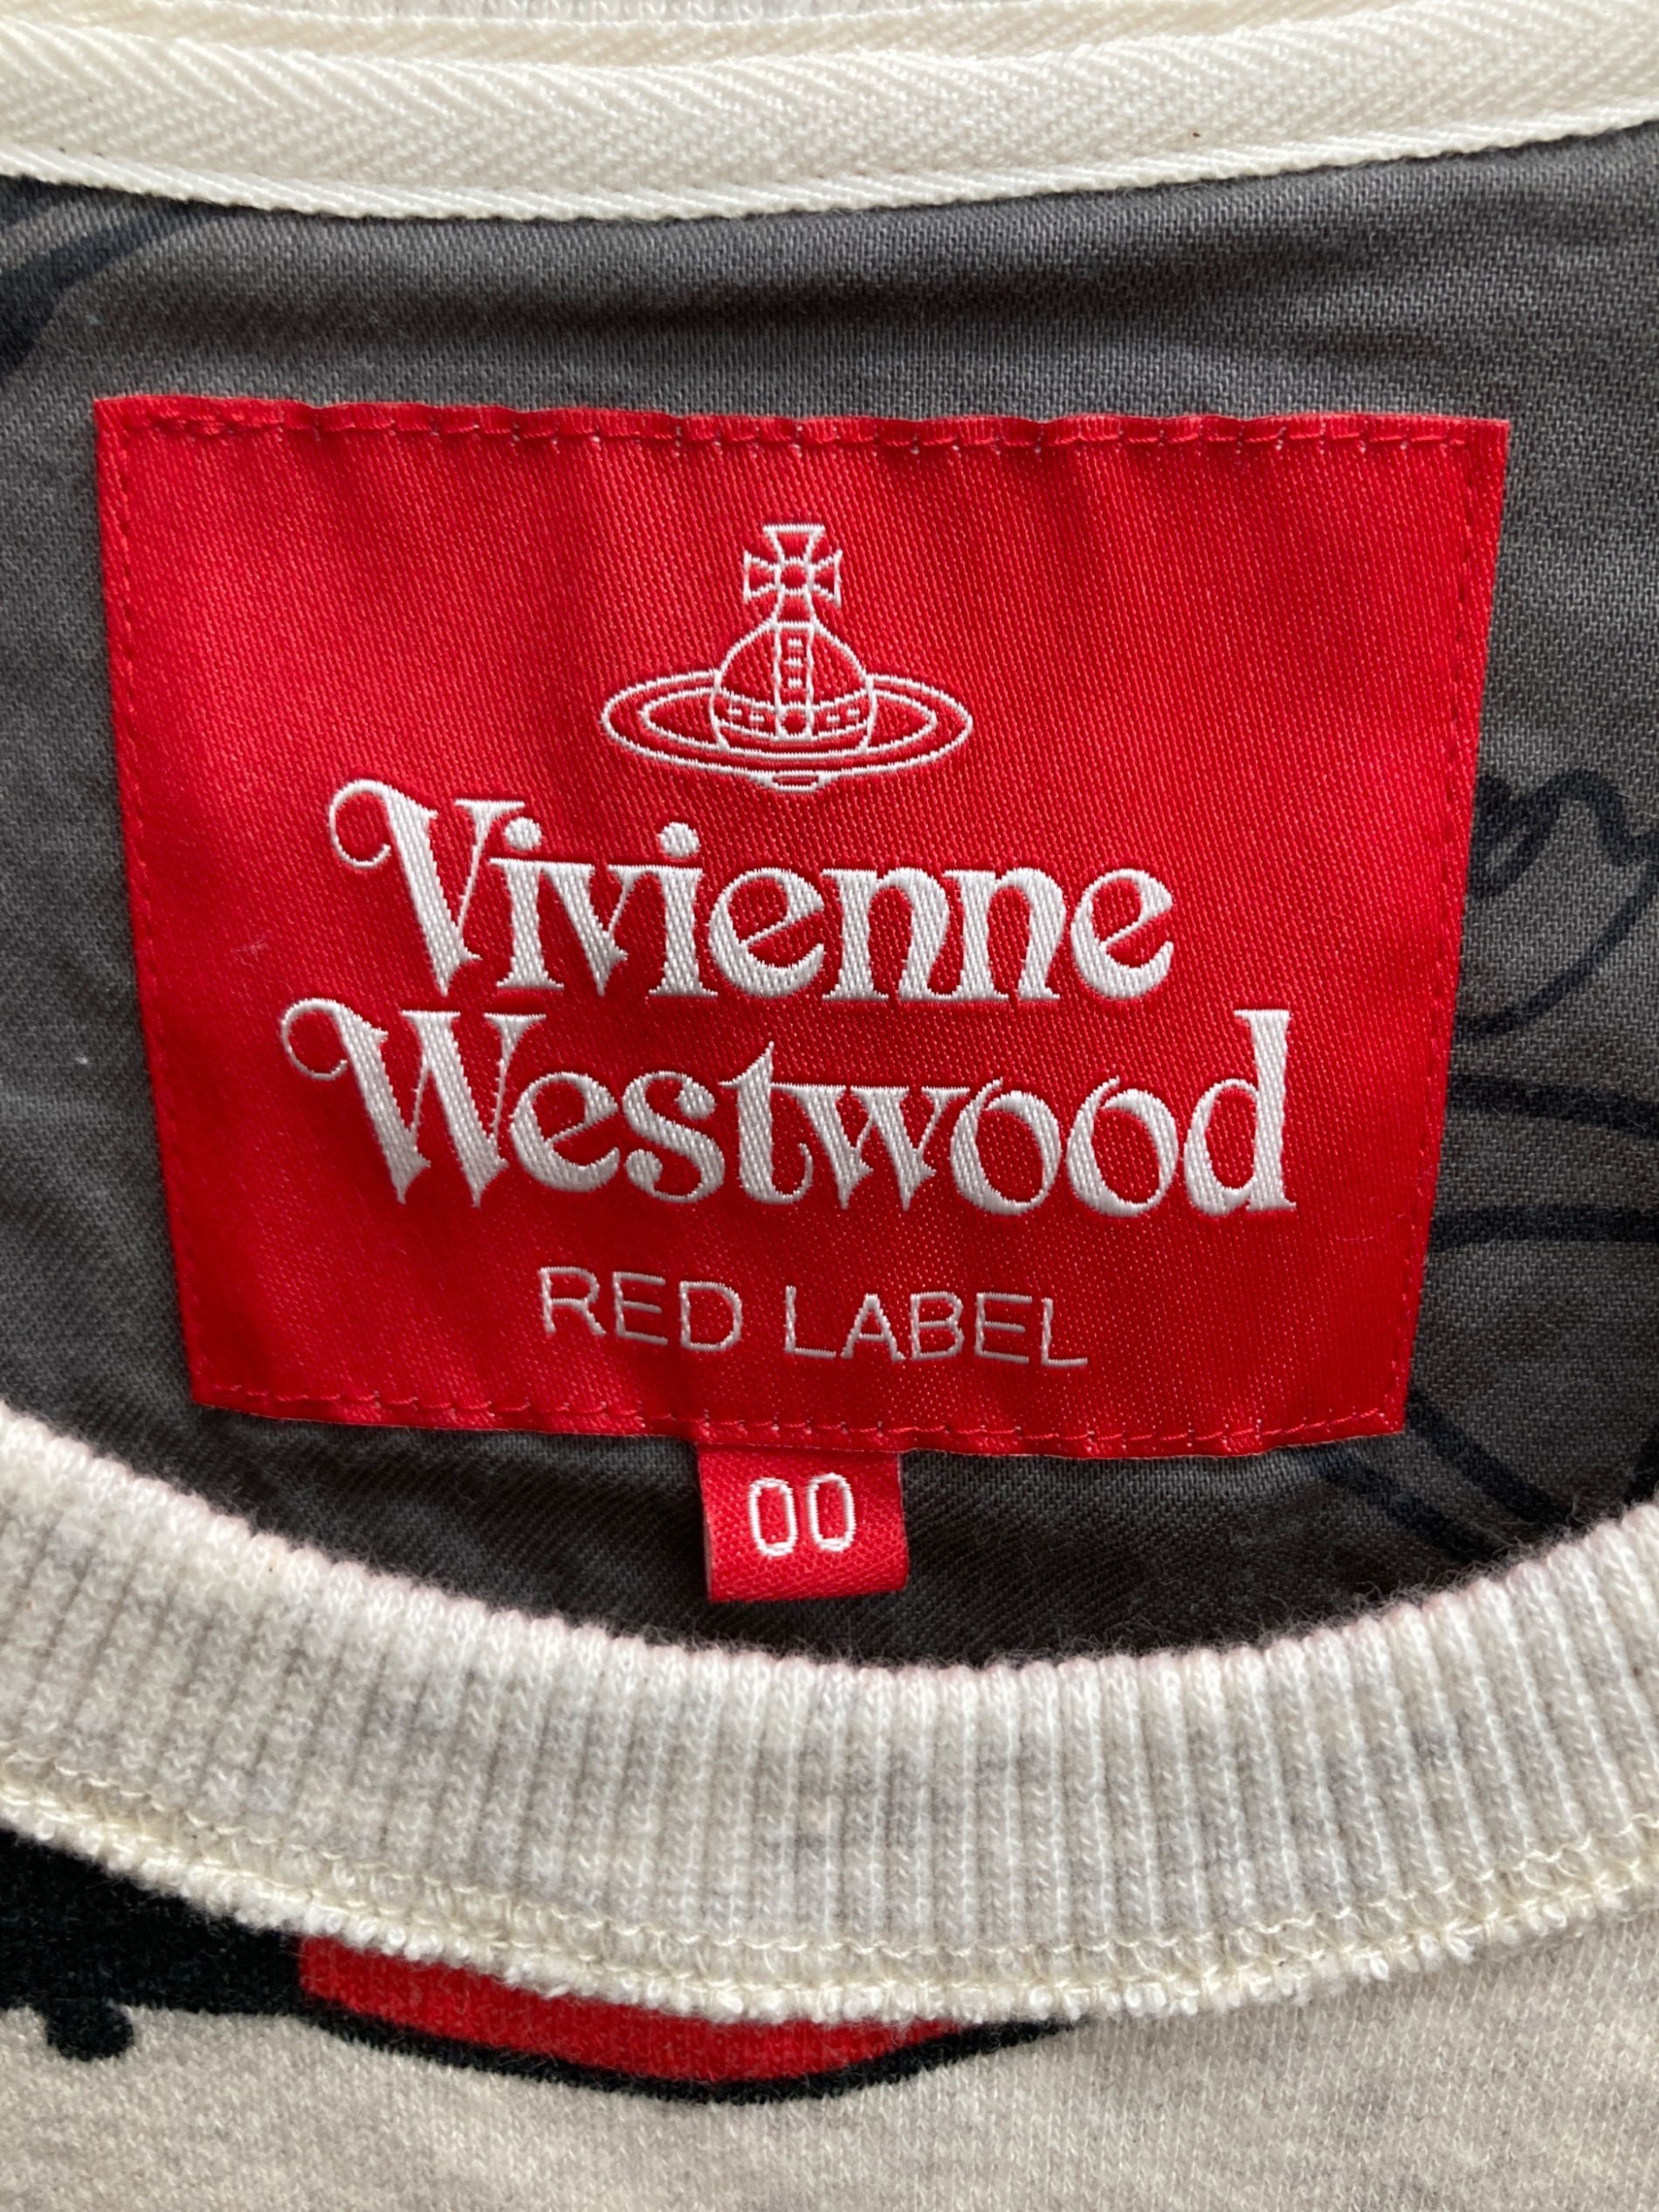 Vivienne
Westwood
RED LABEL
00